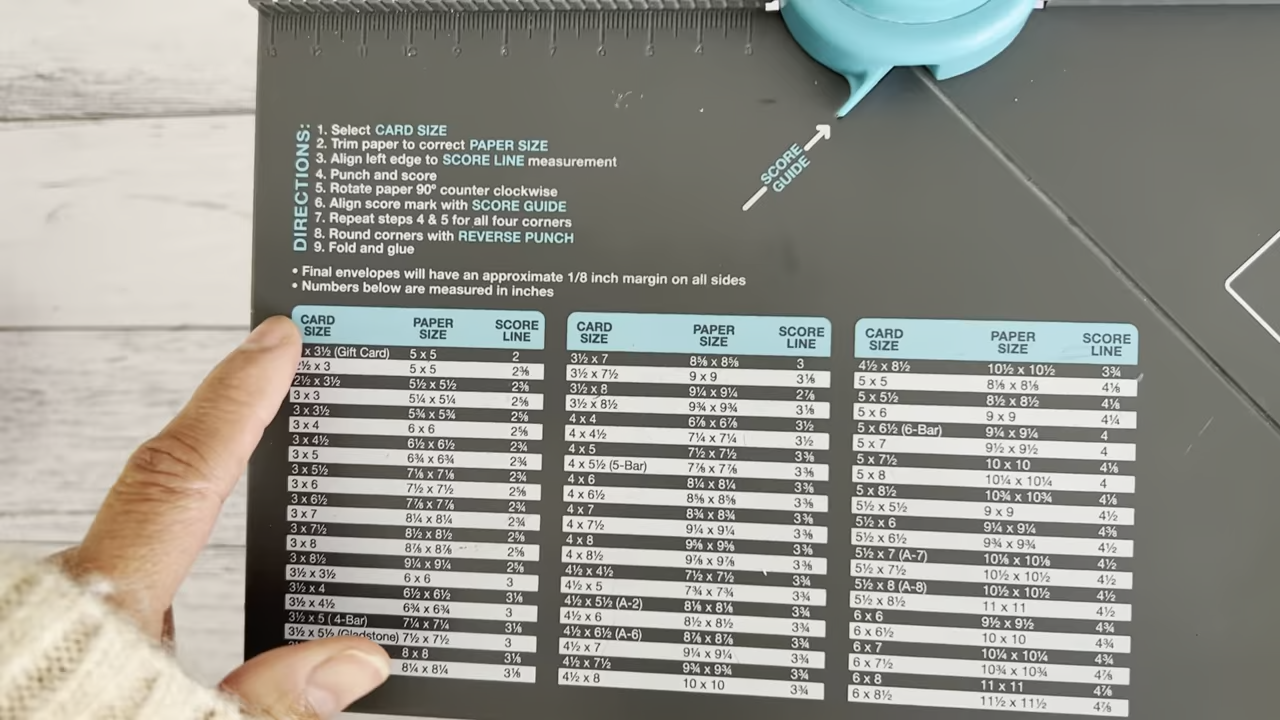 13 12 11 10 9 8 7 6 5 4 3
DIRECTIONS:
1. Select CARD SIZE
2. Trim paper to correct PAPER SIZE
3. Align left edge to SCORE LINE measurement
4. Punch and score
5. Rotate paper 90° counter clockwise
6. Align score mark with SCORE GUIDE
7. Repeat steps 4 & 5 for all four corners
8. Round corners with REVERSE PUNCH
9. Fold and glue
SCORE
GUIDE
• Final envelopes will have an approximate 1/8 inch margin on all sides
• Numbers below are measured in inches
CARD SIZE PAPER SIZE SCORE LINE
x 3½ (Gift Card) 5 x 5 2
2½ x 3 5 x 5 2⅜
2½ x 3½ 5½ x 5½ 2⅜
3 x 3 5¼ x 5¼ 2⅝
3 x 3½ 5¾ x 5¾ 2⅝
3 x 4 6 x 6 2⅝
3 x 4½ 6½ x 6½ 2¾
3 x 5 6¾ x 6¾ 2¾
3 x 5½ 7⅛ x 7⅛ 2¾
3 x 6 7½ x 7½ 2⅝
3 x 6½ 7⅞ x 7⅞ 2¾
3 x 7 8¼ x 8¼ 2¾
3 x 7½ 8½ x 8½ 2⅝
3 x 8 8⅞ x 8⅞ 2⅝
3 x 8½ 9¼ x 9¼ 2⅝
3½ x 3½ 6 x 6 3
3½ x 4 6½ x 6½ 3⅛
3½ x 4½ 6¾ x 6¾ 3
3½ x 5 ( 4-Bar) 7¼ x 7¼ 3⅛
3½ x 5½ (Gladstone) 7½ x 7½ 3
8 x 8 3⅛
8¼ x 8¼ 3⅛
CARD SIZE PAPER SIZE SCORE LINE
3½ x 7 8⅝ x 8⅝ 3
3½ x 7½ 9 x 9 3⅛
3½ x 8 9¼ x 9¼ 2⅞
3½ x 8½ 9¾ x 9¾ 3⅛
4 x 4 6⅞ x 6⅞ 3½
4 x 4½ 7¼ x 7¼ 3½
4 x 5 7½ x 7½ 3⅜
4 x 5½ (5-Bar) 7⅞ x 7⅞ 3⅜
4 x 6 8¼ x 8¼ 3⅜
4 x 6½ 8⅝ x 8⅝ 3⅜
4 x 7 8¾ x 8¾ 3⅜
4 x 7½ 9¼ x 9¼ 3⅜
4 x 8 9⅝ x 9⅝ 3⅜
4 x 8½ 9⅞ x 9⅞ 3⅜
4½ x 4½ 7½ x 7½ 3¾
4½ x 5 7¾ x 7¾ 3¾
4½ x 5½ (A-2) 8⅛ x 8⅛ 3¾
4½ x 6 8½ x 8½ 3¾
4½ x 6½ (A-6) 8⅞ x 8⅞ 3¾
4½ x 7 9¼ x 9¼ 3¾
4½ x 7½ 9¾ x 9¾ 3¾
4½ x 8 10 x 10 3¾
CARD SIZE PAPER SIZE SCORE LINE
4½ x 8½ 10½ x 10½ 3¾
5 x 5 8⅛ x 8⅛ 4⅛
5 x 5½ 8½ x 8½ 4⅛
5 x 6 9 x 9 4¼
5 x 6½ (6-Bar) 9¼ x 9¼ 4
5 x 7 9½ x 9½ 4
5 x 7½ 10 x 10 4⅛
5 x 8 10¼ x 10¼ 4
5 x 8½ 10¾ x 10¾ 4⅛
5½ x 5½ 9 x 9 4½
5½ x 6 9¼ x 9¼ 4⅜
5½ x 6½ 9¾ x 9¾ 4½
5½ x 7 (A-7) 10⅛ x 10⅛ 4½
5½ x 7½ 10½ x 10½ 4½
5½ x 8 (A-8) 10½ x 10½ 4½
5½ x 8½ 11 x 11 4½
6 x 6 9½ x 9½ 4¾
6 x 6½ 10 x 10 4¾
6 x 7 10¼ x 10¼ 4¾
6 x 7½ 10¾ x 10¾ 4⅞
6 x 8 11 x 11 4⅞
6 x 8½ 11½ x 11½ 4⅞